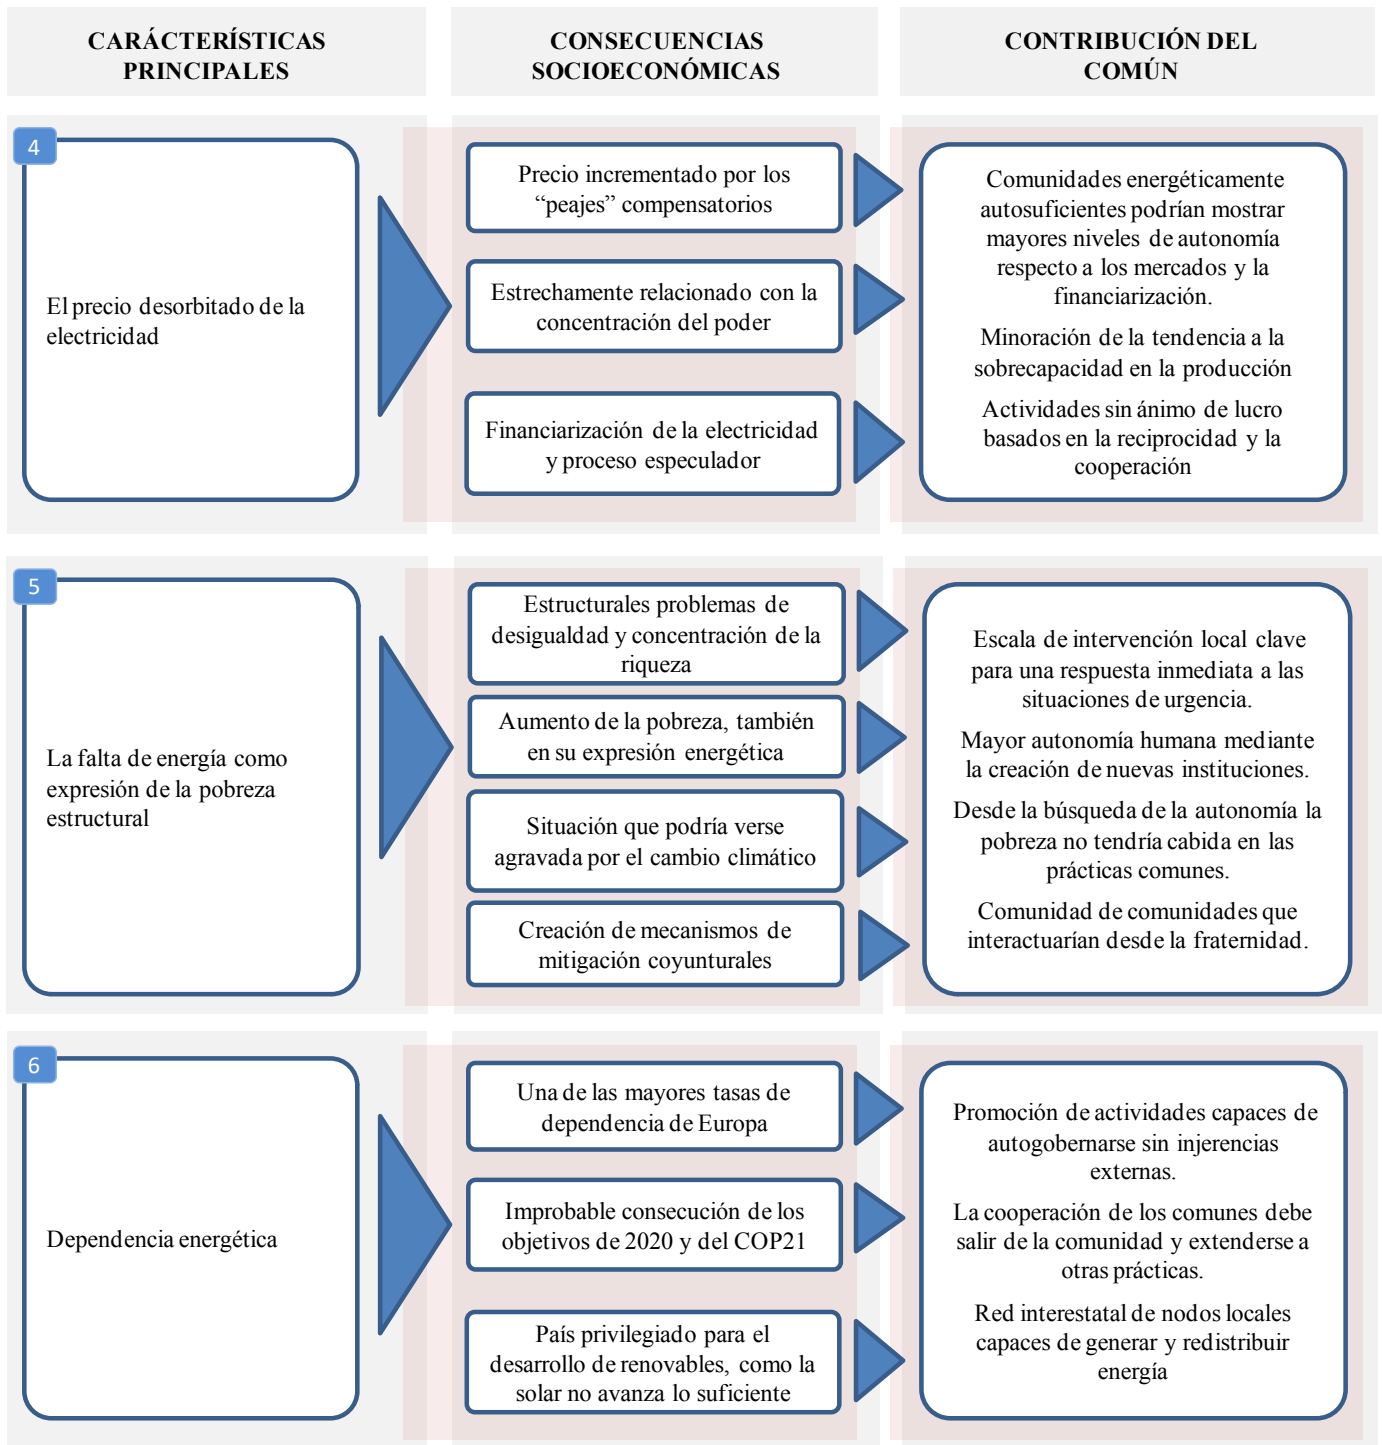 CARÁCTERÍSTICAS
PRINCIPALES
CONSECUENCIAS
SOCIOECONÓMICAS
CONTRIBUCIÓN DEL
COMÚN
4
El precio desorbitado de la
electricidad
Precio incrementado por los
“peajes” compensatorios
Estrechamente relacionado con la
concentración del poder
Financiarización de la electricidad
y proceso especulador
Comunidades energéticamente
autosuficientes podrían mostrar
mayores niveles de autonomía
respecto a los mercados y la
financiarización.
Minoración de la tendencia a la
sobrecapacidad en la producción
Actividades sin ánimo de lucro
basados en la reciprocidad y la
cooperación
5
La falta de energía como
expresión de la pobreza
estructural
Estructurales problemas de
desigualdad y concentración de la
riqueza
Aumento de la pobreza, también
en su expresión energética
Situación que podría verse
agravada por el cambio climático
Creación de mecanismos de
mitigación coyunturales
Escala de intervención local clave
para una respuesta inmediata a las
situaciones de urgencia.
Mayor autonomía humana mediante
la creación de nuevas instituciones.
Desde la búsqueda de la autonomía la
pobreza no tendría cabida en las
prácticas comunes.
Comunidad de comunidades que
interactuarían desde la fraternidad.
6
Dependencia energética
Una de las mayores tasas de
dependencia de Europa
Improbable consecución de los
objetivos de 2020 y del COP21
País privilegiado para el
desarrollo de renovables, como la
solar no avanza lo suficiente
Promoción de actividades capaces de
autogobernarse sin injerencias
externas.
La cooperación de los comunes debe
salir de la comunidad y extenderse a
otras prácticas.
Red interestatal de nodos locales
capaces de generar y redistribuir
energía